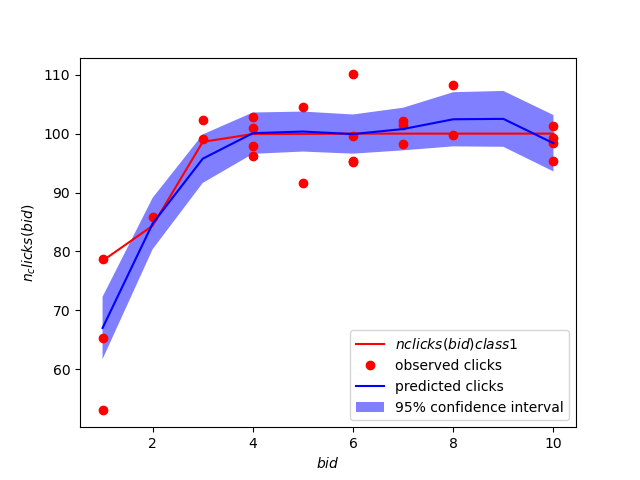 110
100
90
80
70
60
n_clicks(bid)
2
4
6
8
10
bid
nclicks(bid)class1
observed clicks
predicted clicks
95% confidence interval